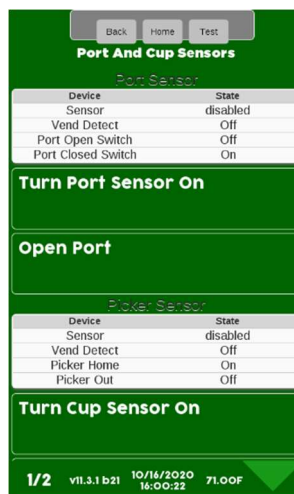 Back Home Test
Port And Cup Sensors
Port Sensor
Device State
Sensor disabled
Vend Detect Off
Port Open Switch Off
Port Closed Switch On
Turn Port Sensor On
Open Port
Picker Sensor
Device State
Sensor disabled
Vend Detect Off
Picker Home On
Picker Out Off
Turn Cup Sensor On
1/2 v11.3.1 b21 10/16/2020 16:00:22 71.00F